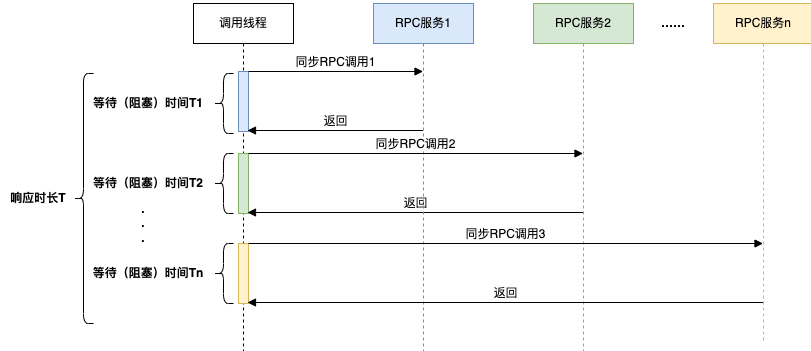 调用线程
RPC服务1
RPC服务2
......
RPC服务n
同步RPC调用1
等待（阻塞）时间T1
返回
同步RPC调用2
等待（阻塞）时间T2
响应时长T
返回
.
.
.
同步RPC调用3
等待（阻塞）时间Tn
返回